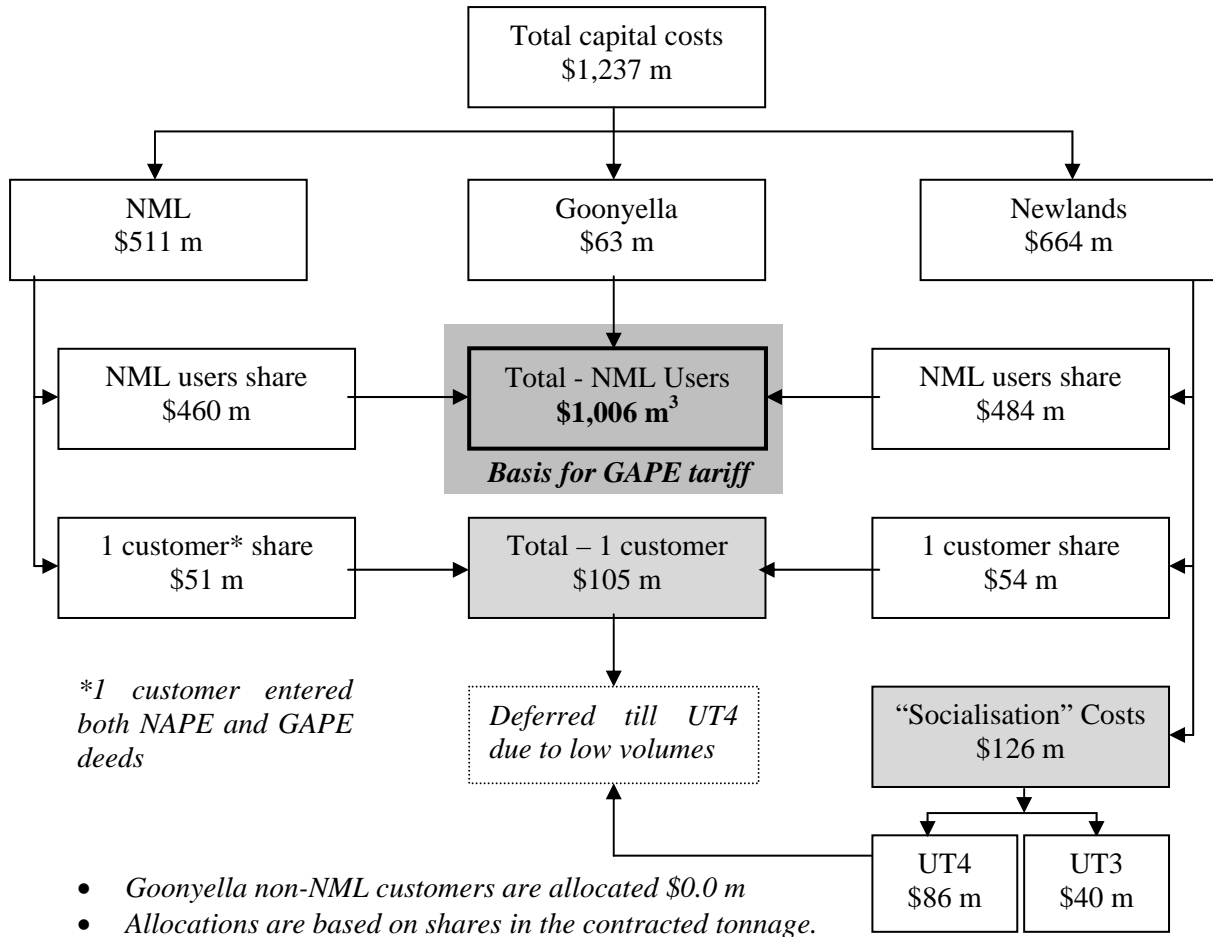 Total capital costs
$1,237 m
NML
$511 m
Goonyella
$63 m
Newlands
$664 m
NML users share
$460 m
Total - NML Users
$1,006 m³
Basis for GAPE tariff
NML users share
$484 m
1 customer* share
$51 m
Total – 1 customer
$105 m
1 customer share
$54 m
*1 customer entered
both NAPE and GAPE
deeds
Deferred till UT4
due to low volumes
“Socialisation” Costs
$126 m
UT4
$86 m
UT3
$40 m
• Goonyella non-NML customers are allocated $0.0 m
• Allocations are based on shares in the contracted tonnage.